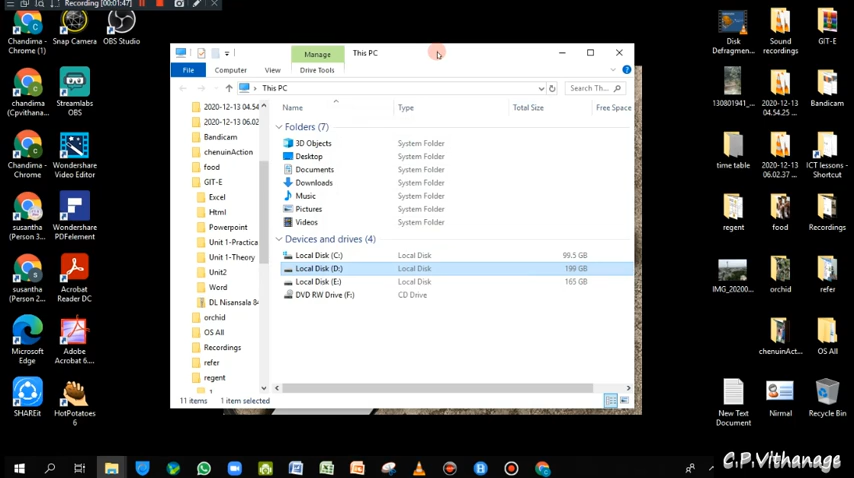 Recording [00:01:47]
Chandima - Chrome (1)
Snap Camera
OBS Studio
chandima (Cpvithana...
Streamlabs OBS
Chandima - Chrome
Wondershare Video Editor
susantha (Person 3...
Wondershare PDFelement
susantha (Person 2...
Acrobat Reader DC
Microsoft Edge
Adobe Acrobat 6....
SHAREit
HotPotatoes 6
Manage
This PC
File
Computer
View
Drive Tools
This PC
Search Th...
2020-12-13 04.54
2020-12-13 06.02
Bandicam
chenuinAction
food
GIT-E
Excel
Html
Powerpoint
Unit 1-Practica
Unit 1-Theory
Unit2
Word
DL Nisansala 84
orchid
OS All
Recordings
refer
regent
1
Name
Type
Total Size
Free Space
Folders (7)
3D Objects System Folder
Desktop System Folder
Documents System Folder
Downloads System Folder
Music System Folder
Pictures System Folder
Videos System Folder
Devices and drives (4)
Local Disk (C:) Local Disk 99.5 GB
Local Disk (D:) Local Disk 199 GB
Local Disk (E:) Local Disk 165 GB
DVD RW Drive (F:) CD Drive
11 items
1 item selected
Disk Defragmen...
Sound recordings
GIT-E
130801941_...
2020-12-13 04.54.25
Bandicam
time table
2020-12-13 06.02.37
ICT lessons - Shortcut
regent
food
Recordings
IMG_20200...
orchid
refer
chenuinAct...
OS All
New Text Document
Nirmal
Recycle Bin
C.P.Vithanage